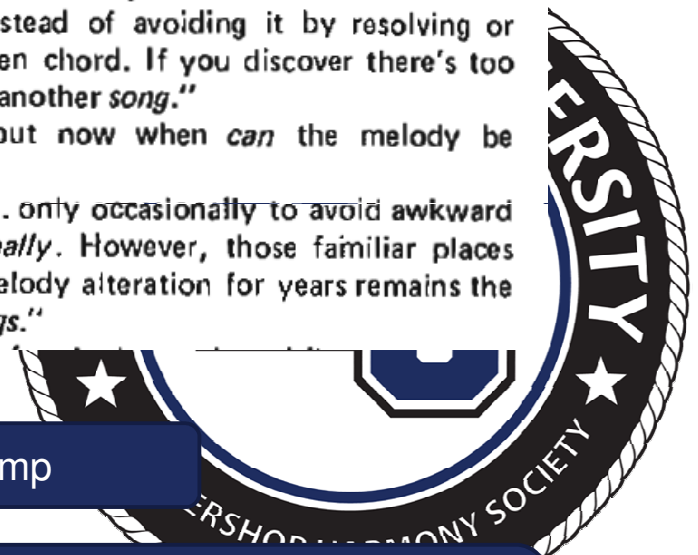 stead of avoiding it by resolving or
en chord. If you discover there's too
another song."
out now when can the melody be
. only occasionally to avoid awkward
eally. However, those familiar places
elody alteration for years remains the
gs."
ERSITY
mp
ERSHOP HARMONY SOCIETY